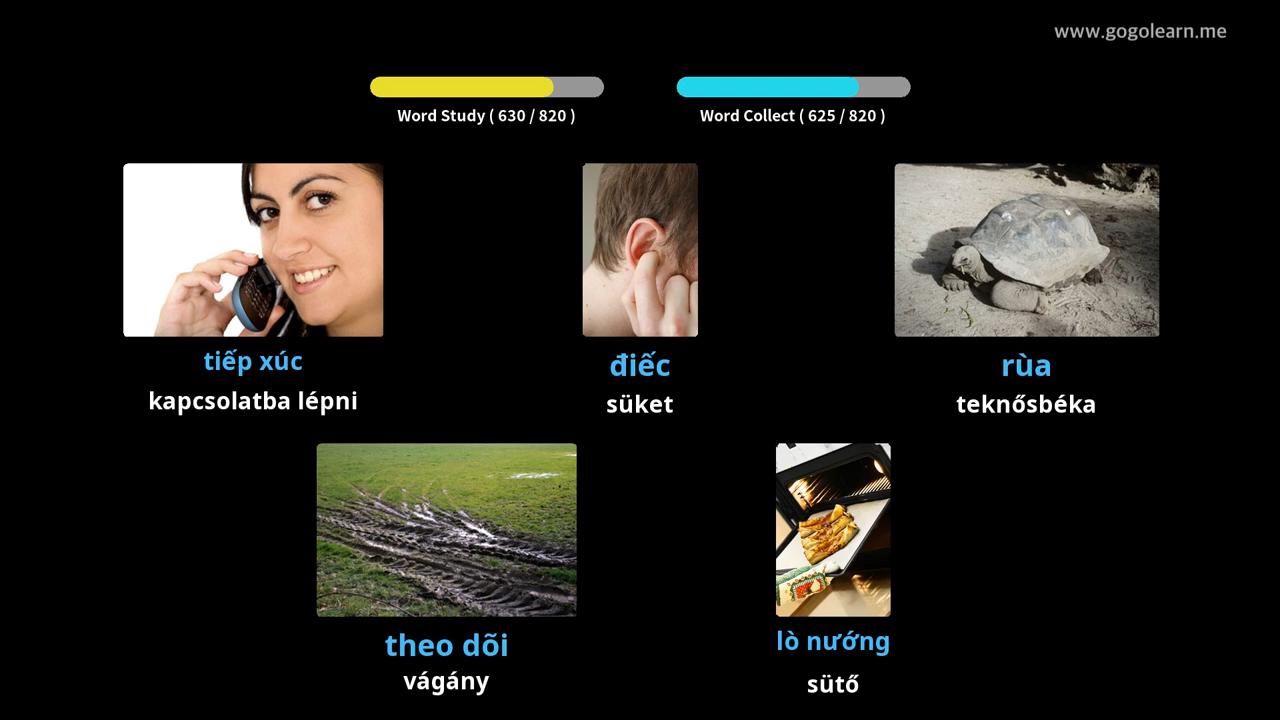 www.gogolearn.me
Word Study ( 630 / 820 )
Word Collect ( 625 / 820 )
tiếp xúc
kapcsolatba lépni
điếc
süket
rùa
teknősbéka
theo dõi
vágány
lò nướng
sütő